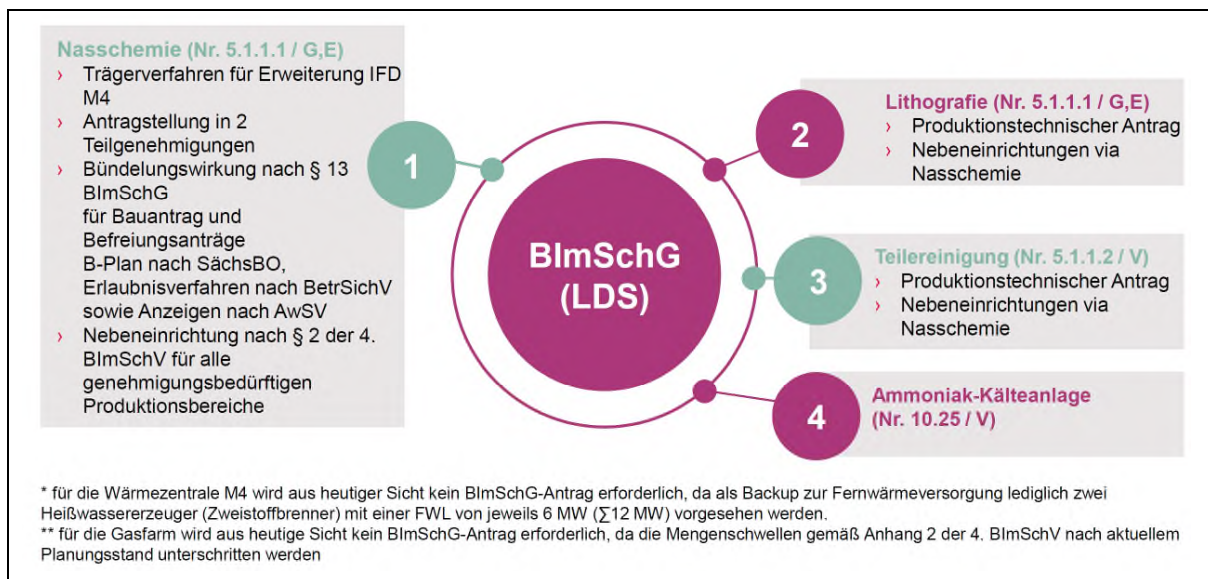 Nasschemie (Nr. 5.1.1.1 / G,E)
› Trägerverfahren für Erweiterung IFD
M4
› Antragstellung in 2
Teilgenehmigungen
› Bündelungswirkung nach § 13
BImSchG
für Bauantrag und
Befreiungsanträge
B-Plan nach SächsBO,
Erlaubnisverfahren nach BetrSichV
sowie Anzeigen nach AwSV
› Nebeneinrichtung nach § 2 der 4.
BImSchV für alle
genehmigungsbedürftigen
Produktionsbereiche
1
BImSchG
(LDS)
2
Lithografie (Nr. 5.1.1.1 / G,E)
› Produktionstechnischer Antrag
› Nebeneinrichtungen via
Nasschemie
3
Teilereinigung (Nr. 5.1.1.2 / V)
› Produktionstechnischer Antrag
› Nebeneinrichtungen via
Nasschemie
4
Ammoniak-Kälteanlage
(Nr. 10.25 / V)
* für die Wärmezentrale M4 wird aus heutiger Sicht kein BImSchG-Antrag erforderlich, da als Backup zur Fernwärmeversorgung lediglich zwei
Heißwassererzeuger (Zweistoffbrenner) mit einer FWL von jeweils 6 MW (∑12 MW) vorgesehen werden.
** für die Gasfarm wird aus heutige Sicht kein BImSchG-Antrag erforderlich, da die Mengenschwellen gemäß Anhang 2 der 4. BImSchV nach aktuellem
Planungsstand unterschritten werden